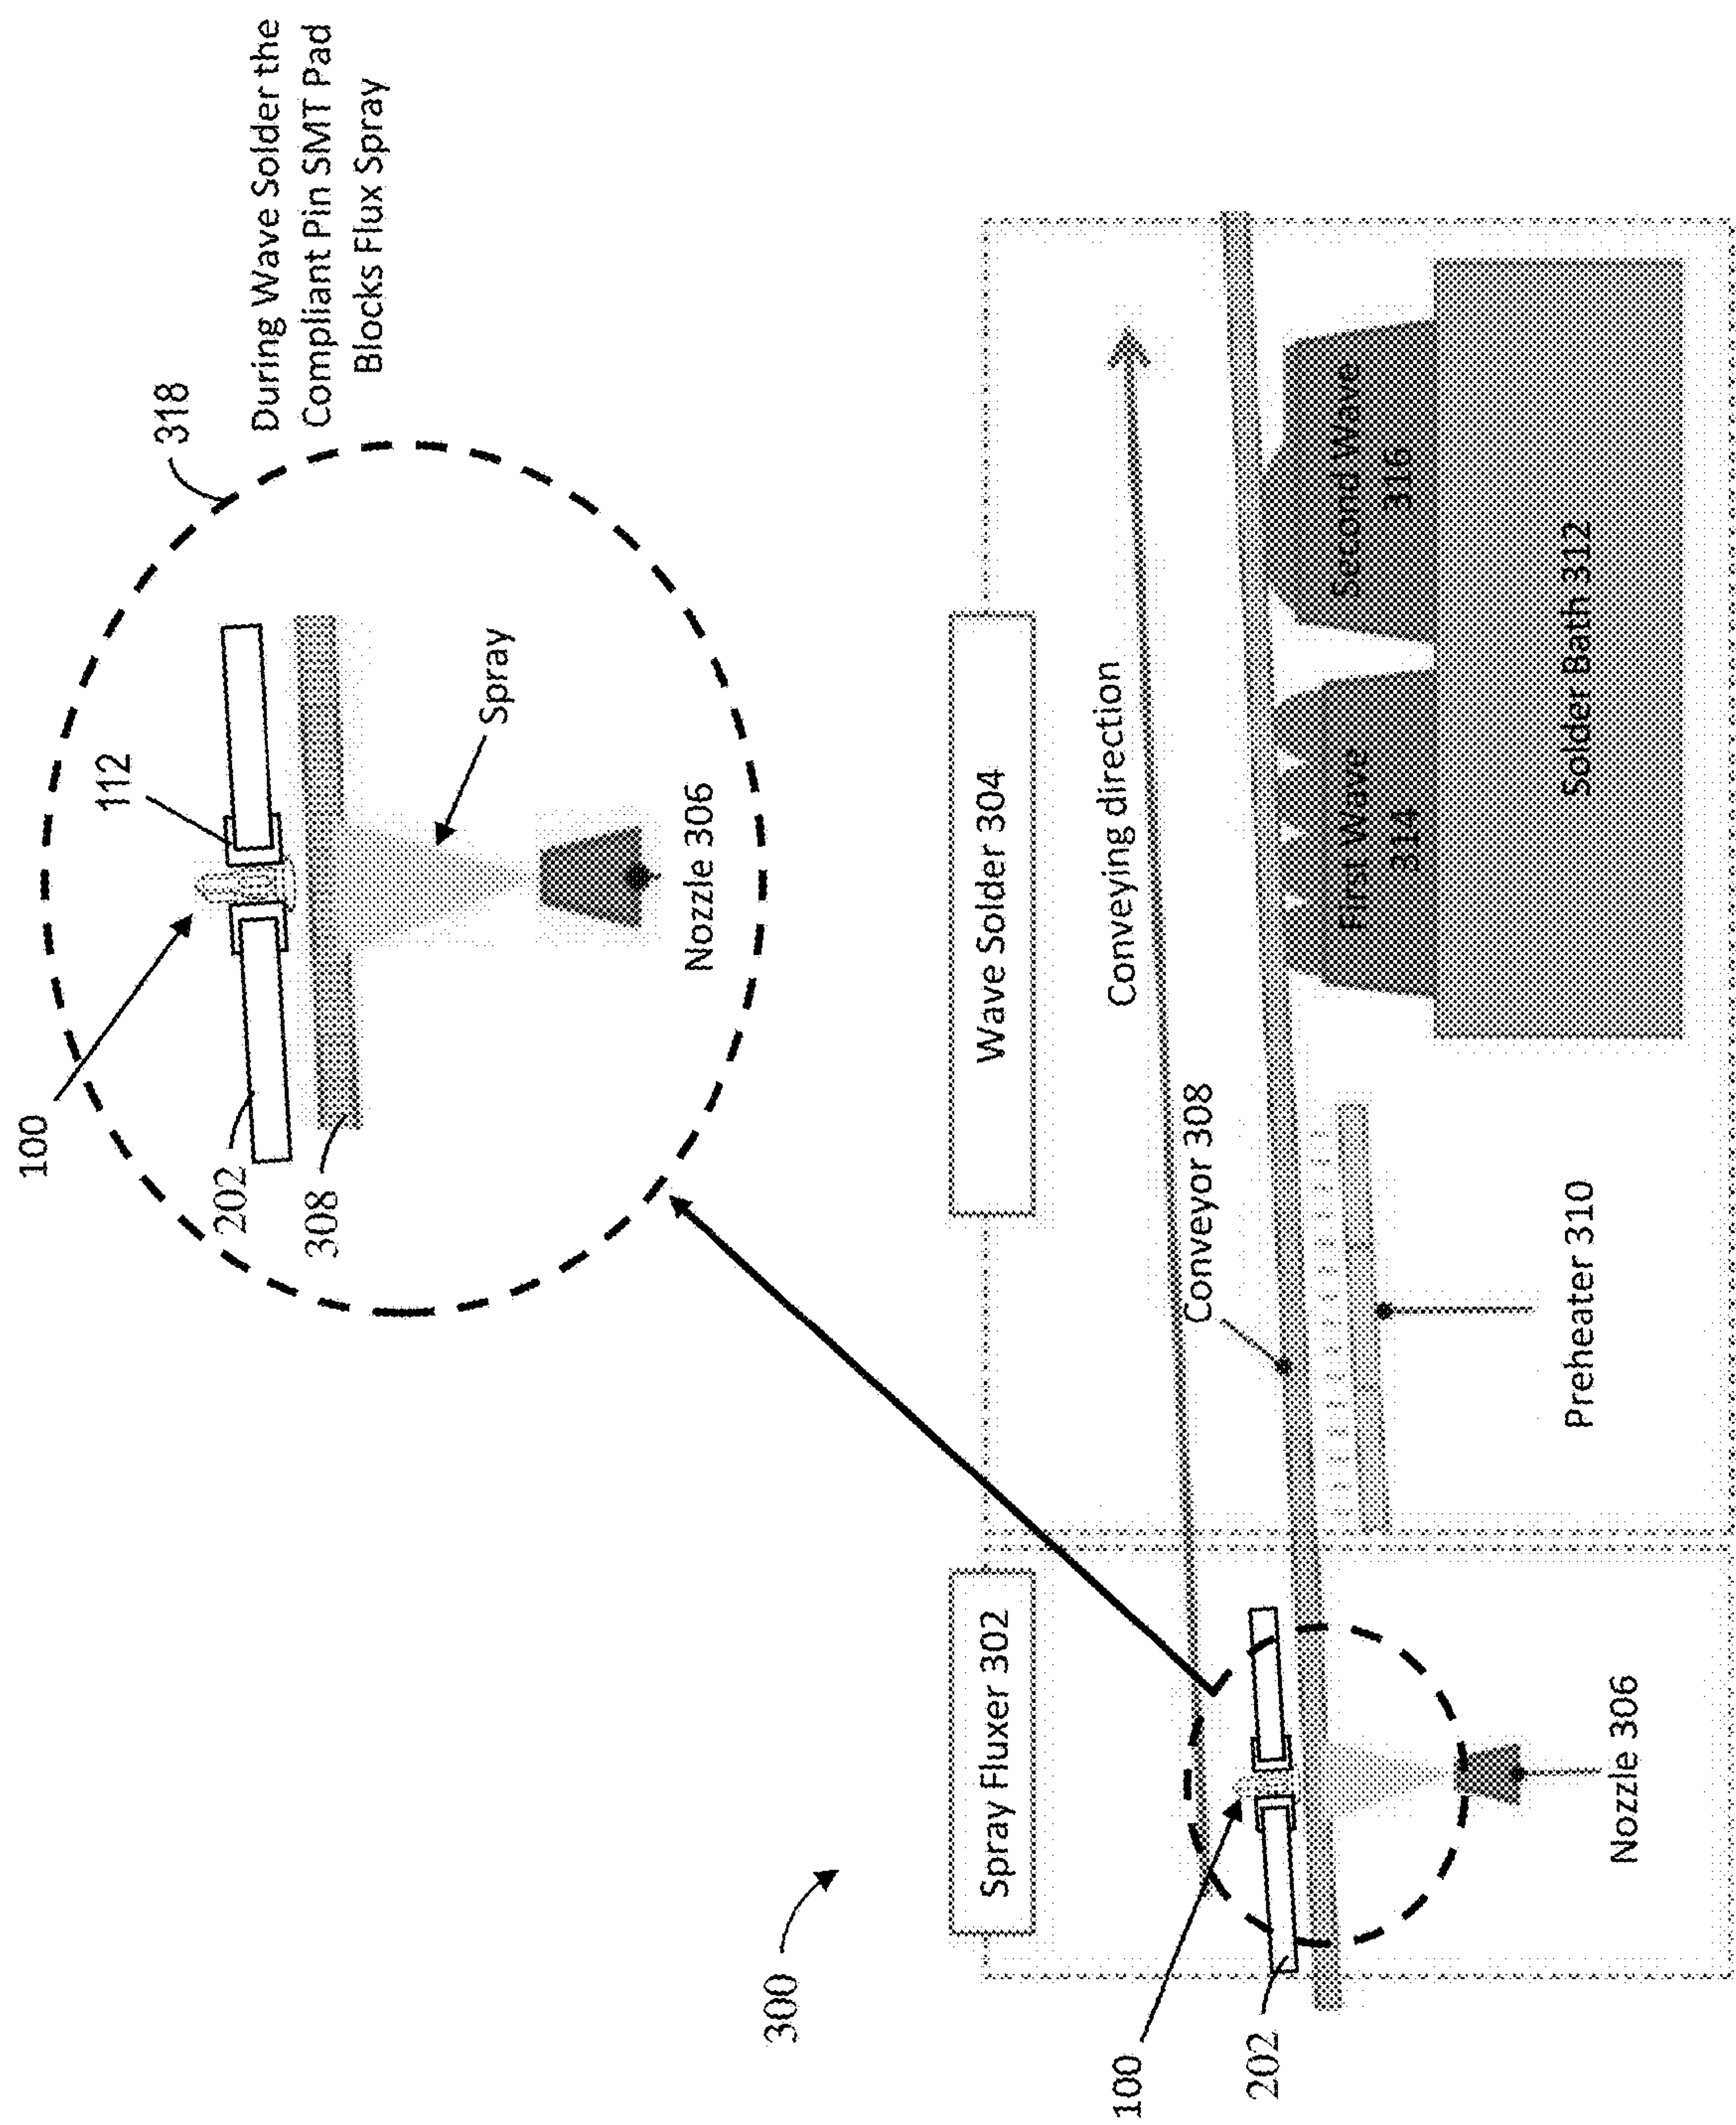 During Wave Solder the
Compliant Pin SMT Pad
Blocks Flux Spray
318
100
112
202
308
Spray
Nozzle 306
300
Spray Fluxer 302
Wave Solder 304
Conveying direction
Conveyor 308
100
202
First Wave
314
Second Wave
316
Solder Bath 312
Preheater 310
Nozzle 306